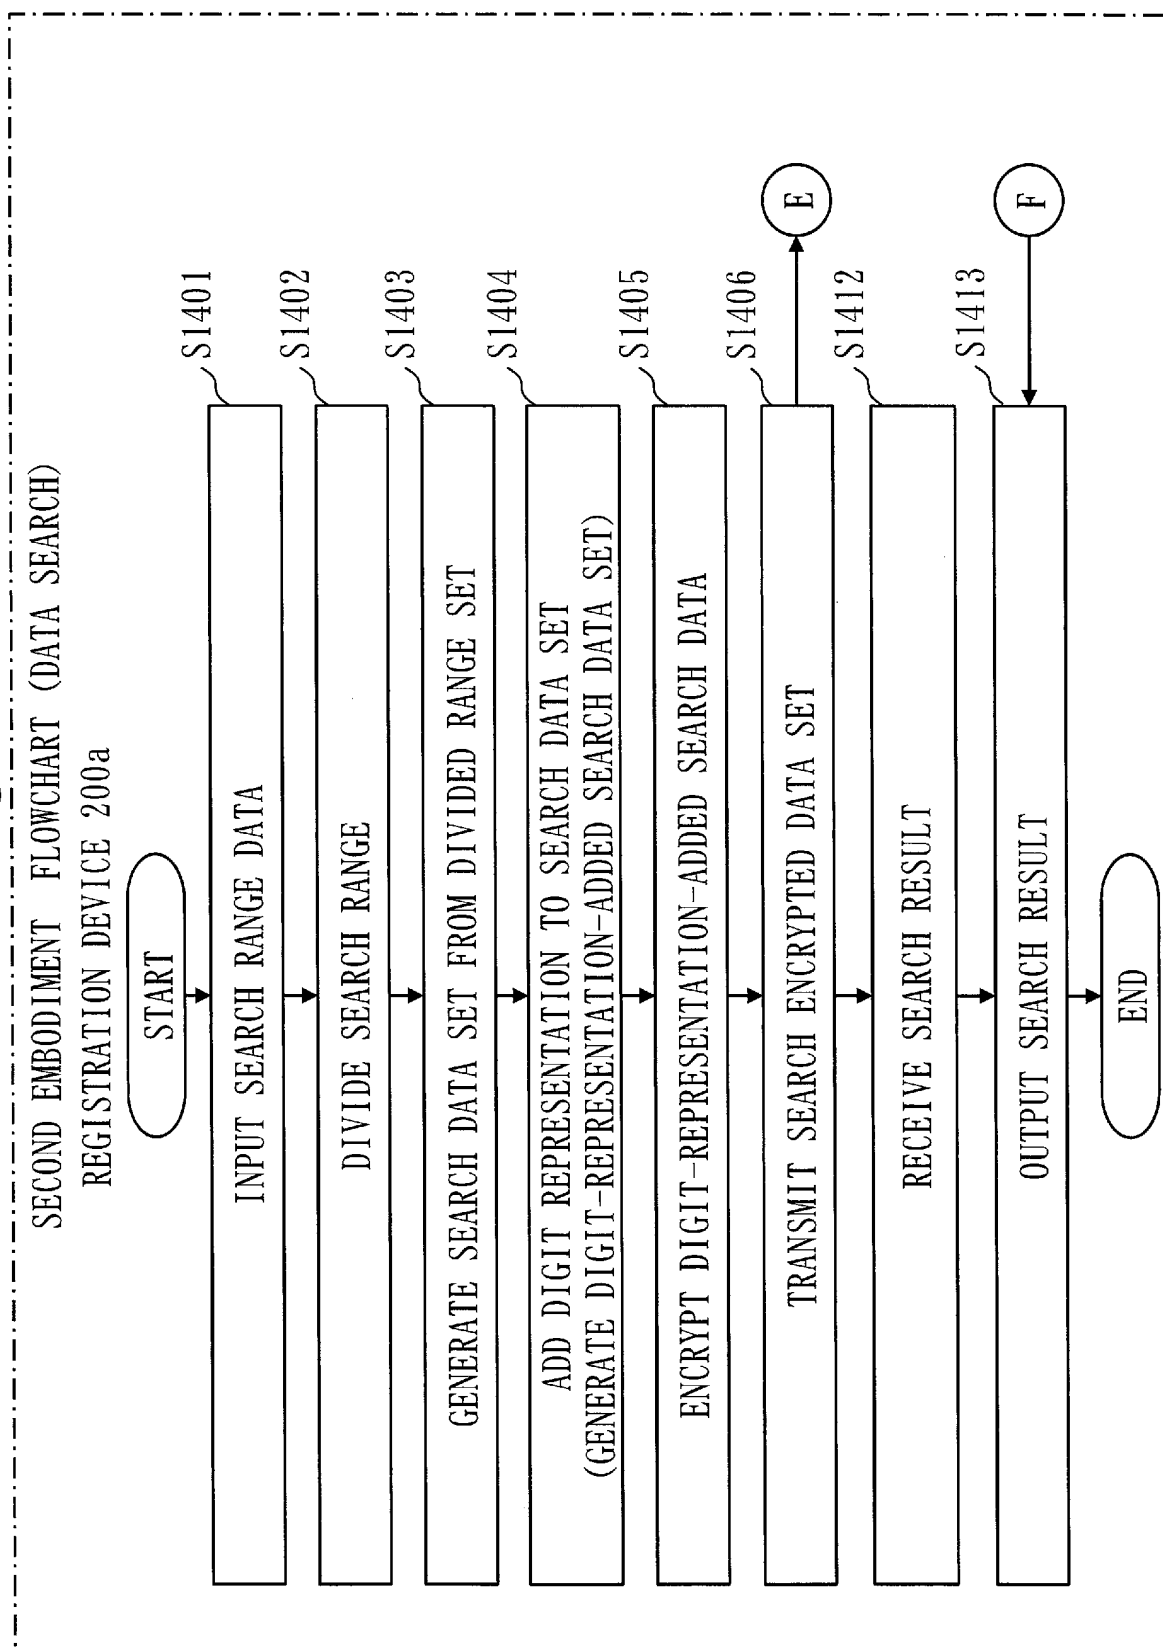 SECOND EMBODIMENT FLOWCHART (DATA SEARCH)
REGISTRATION DEVICE 200a
START
INPUT SEARCH RANGE DATA
S1401
DIVIDE SEARCH RANGE
S1402
GENERATE SEARCH DATA SET FROM DIVIDED RANGE SET
S1403
ADD DIGIT REPRESENTATION TO SEARCH DATA SET
(GENERATE DIGIT-REPRESENTATION-ADDED SEARCH DATA SET)
S1404
ENCRYPT DIGIT-REPRESENTATION-ADDED SEARCH DATA
S1405
TRANSMIT SEARCH ENCRYPTED DATA SET
S1406
E
RECEIVE SEARCH RESULT
S1412
OUTPUT SEARCH RESULT
S1413
F
END